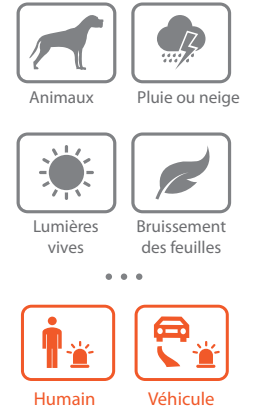 Animaux
Pluie ou neige
Lumières
vives
Bruissement
des feuilles
Humain
Véhicule